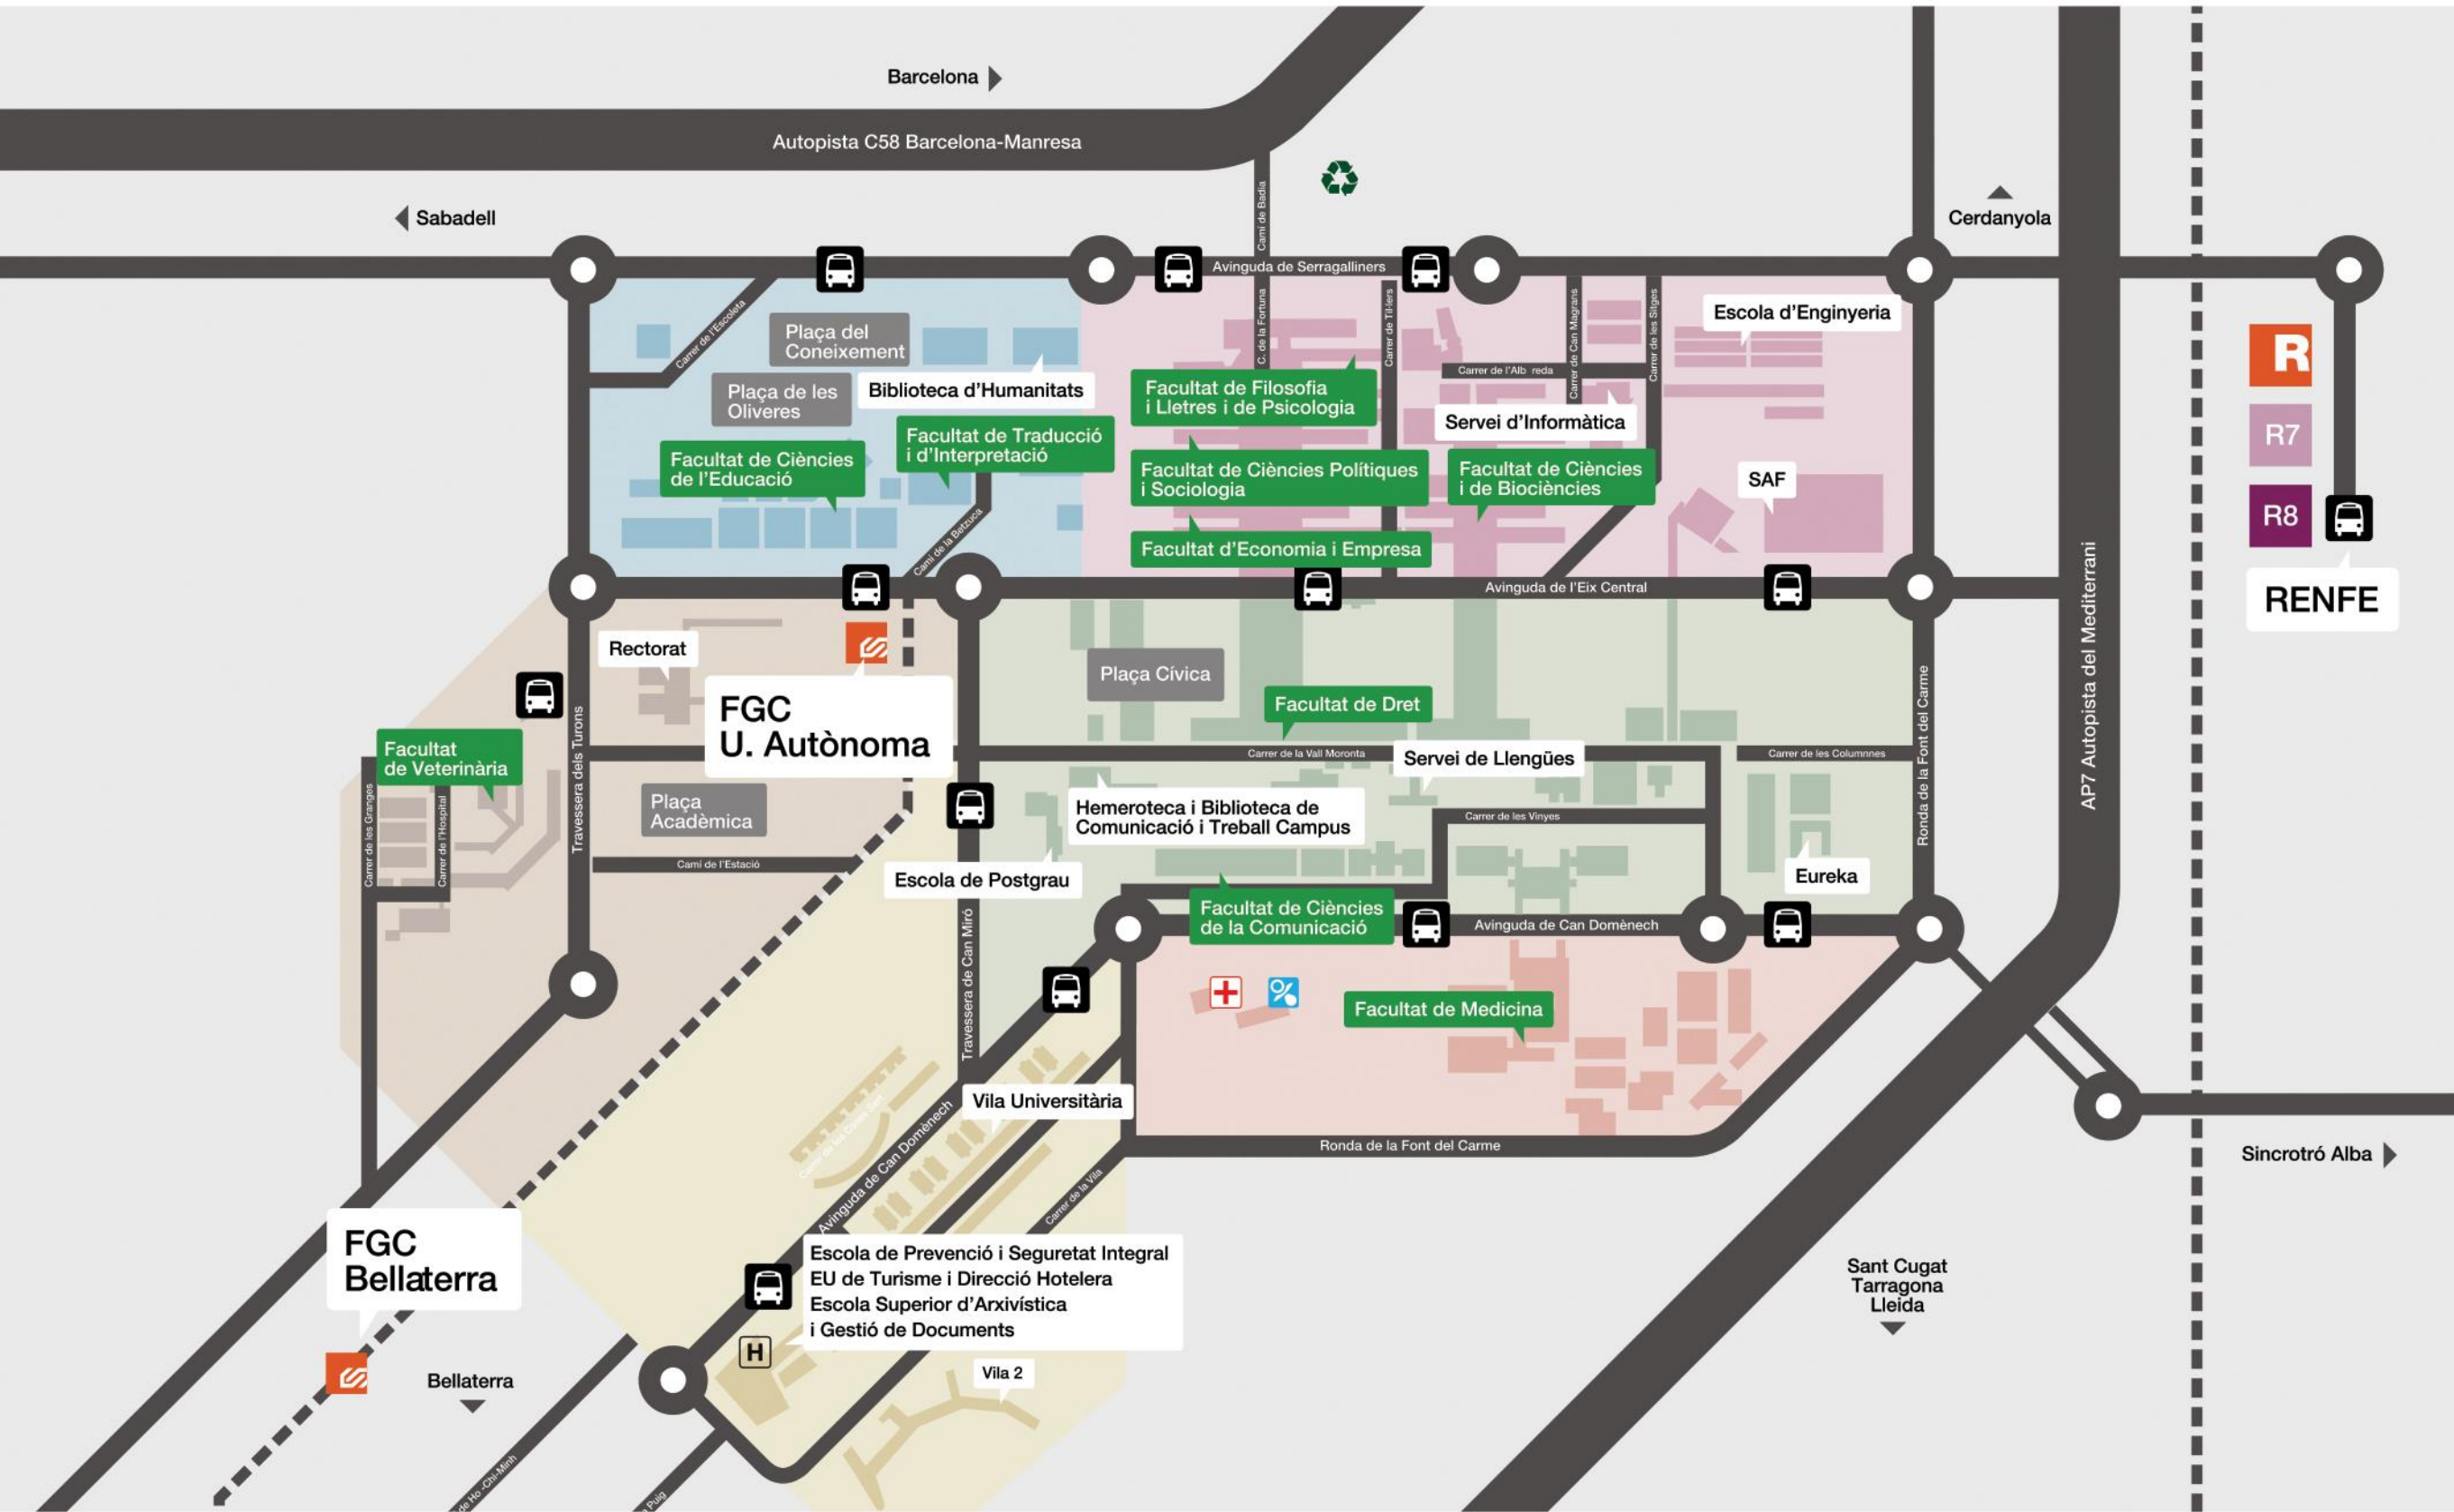 Barcelona
Autopista C58 Barcelona-Manresa
Camí de Badia
Sabadell
Cerdanyola
Avinguda de Serragalliners
Carrer de l'Escoleta
Plaça del
Coneixement
Plaça de les
Oliveres
Biblioteca d'Humanitats
Facultat de Traducció
i d'Interpretació
Facultat de Ciències
de l'Educació
Camí de la Betzuca
C. de la Fortuna
Carrer de Til·lers
Facultat de Filosofia
i Lletres i de Psicologia
Facultat de Ciències Polítiques
i Sociologia
Facultat d'Economia i Empresa
Carrer de Can Magrans
Carrer de les Sitges
Carrer de l'Alb reda
Escola d'Enginyeria
Servei d'Informàtica
Facultat de Ciències
i de Biociències
SAF
R
R7
R8
RENFE
Avinguda de l'Eix Central
Rectorat
FGC
U. Autònoma
Plaça Cívica
Facultat de Dret
Carrer de la Vall Moronta
Servei de Llengües
Carrer de les Columnnes
Ronda de la Font del Carme
AP7 Autopista del Mediterrani
Travessera dels Turons
Facultat
de Veterinària
Carrer de les Granges
Carrer de l'Hospital
Plaça
Acadèmica
Camí de l'Estació
Hemeroteca i Biblioteca de
Comunicació i Treball Campus
Carrer de les Vinyes
Escola de Postgrau
Eureka
Facultat de Ciències
de la Comunicació
Avinguda de Can Domènech
Travessera de Can Miró
Facultat de Medicina
Vila Universitària
Avinguda de Can Domènech
Carrer de la Vila
Ronda de la Font del Carme
Sincrotró Alba
FGC
Bellaterra
Escola de Prevenció i Seguretat Integral
EU de Turisme i Direcció Hotelera
Escola Superior d'Arxivística
i Gestió de Documents
H
Vila 2
Bellaterra
Sant Cugat
Tarragona
Lleida
de Ho -Chi-Minh
Puig